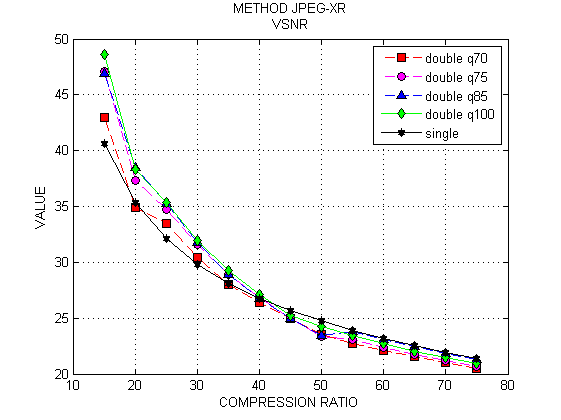 METHOD JPEG-XR
VSNR
50
45
40
35
30
25
20
VALUE
double q70
double q75
double q85
double q100
single
10 20 30 40 50 60 70 80
COMPRESSION RATIO